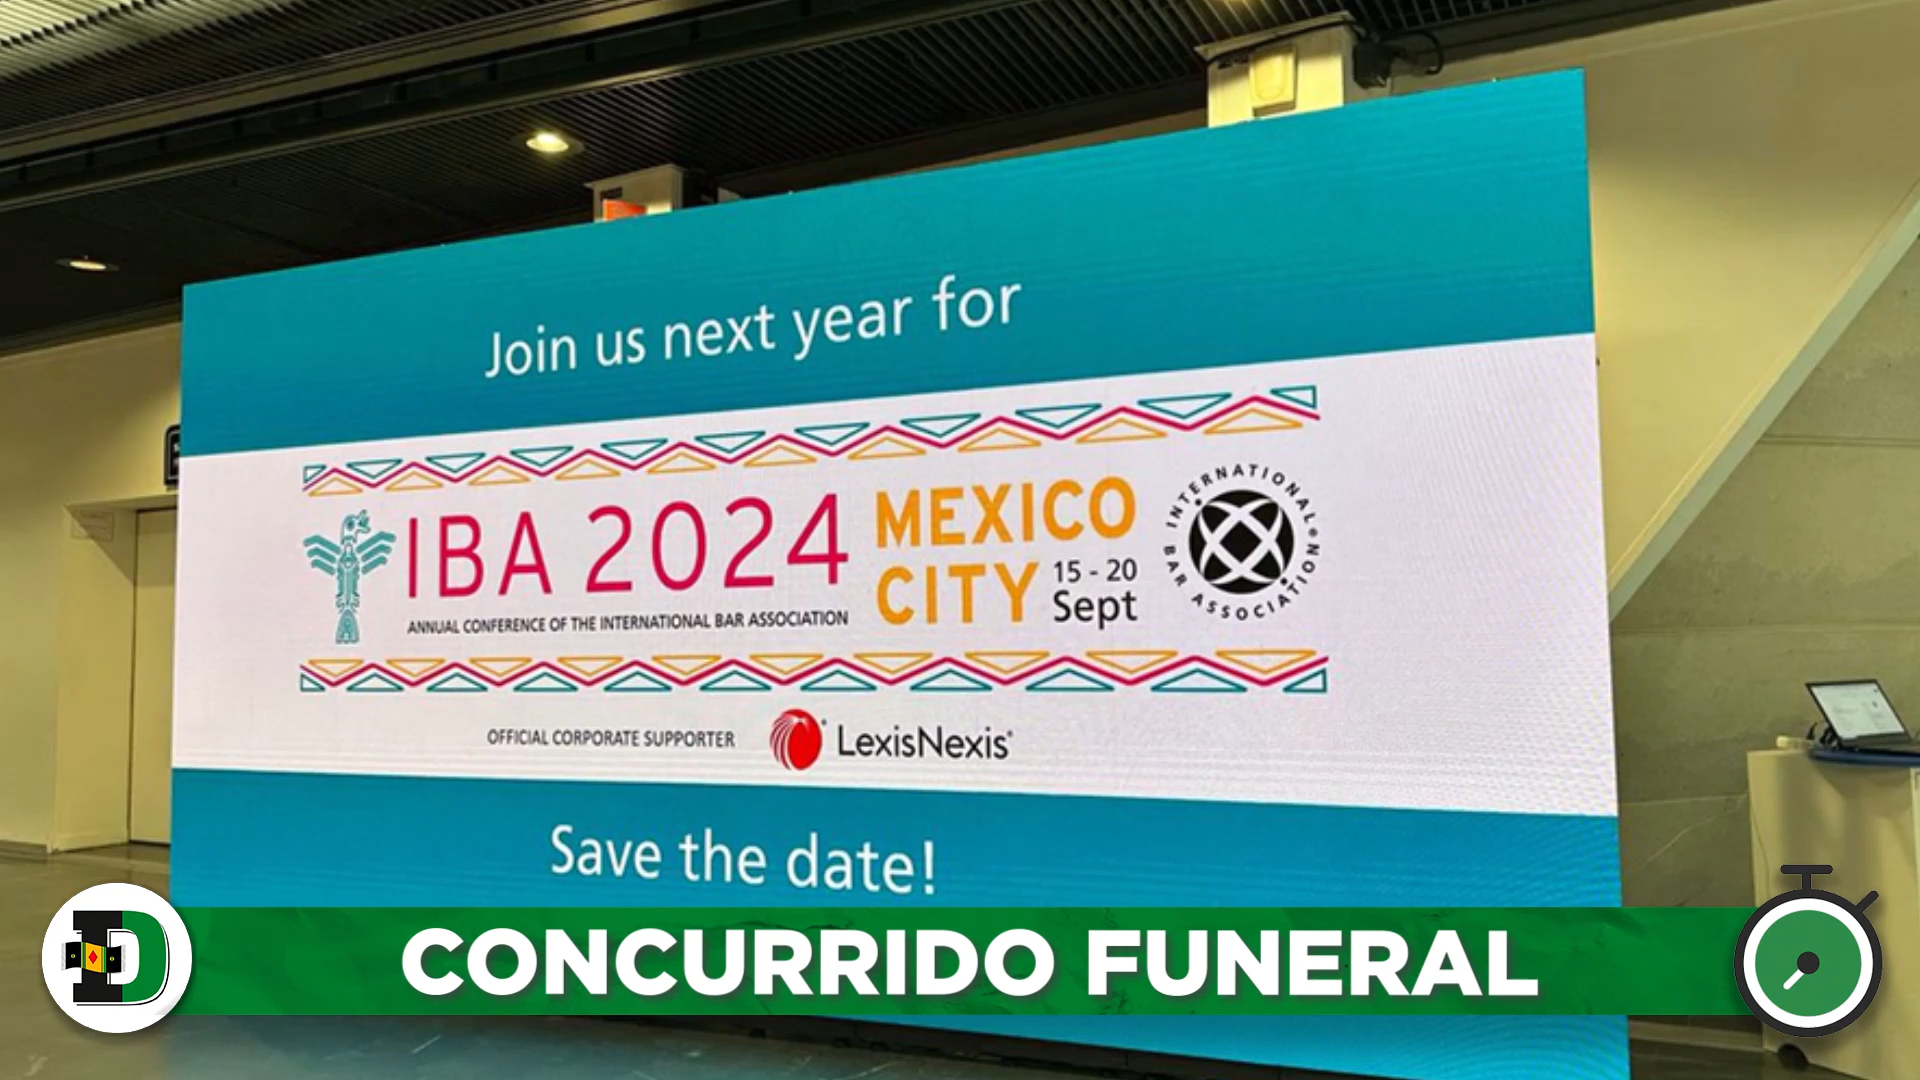 Join us next year for
IBA 2024
ANNUAL CONFERENCE OF THE INTERNATIONAL BAR ASSOCIATION
MEXICO
CITY
15 - 20
Sept
INTERNATIONAL
BAR ASSOCIATION
OFFICIAL CORPORATE SUPPORTER
LexisNexis®
Save the date!
D
CONCURRIDO FUNERAL